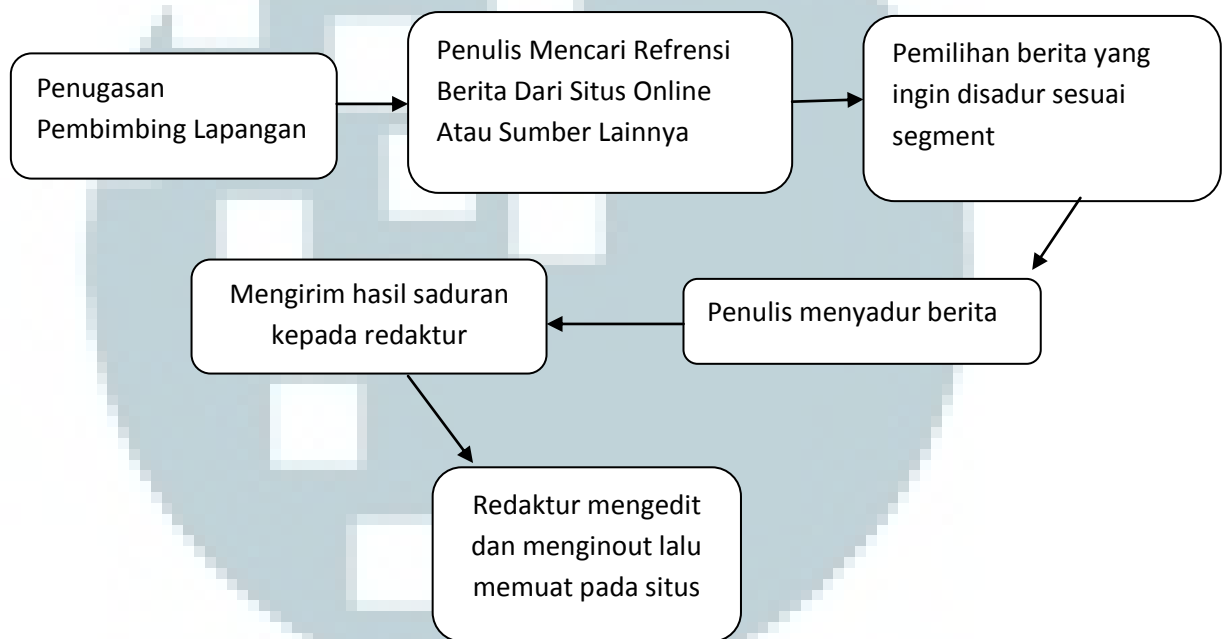 Penugasan
Pembimbing Lapangan
Penulis Mencari Refrensi
Berita Dari Situs Online
Atau Sumber Lainnya
Pemilihan berita yang
ingin disadur sesuai
segment
Penulis menyadur berita
Mengirim hasil saduran
kepada redaktur
Redaktur mengedit
dan menginout lalu
memuat pada situs